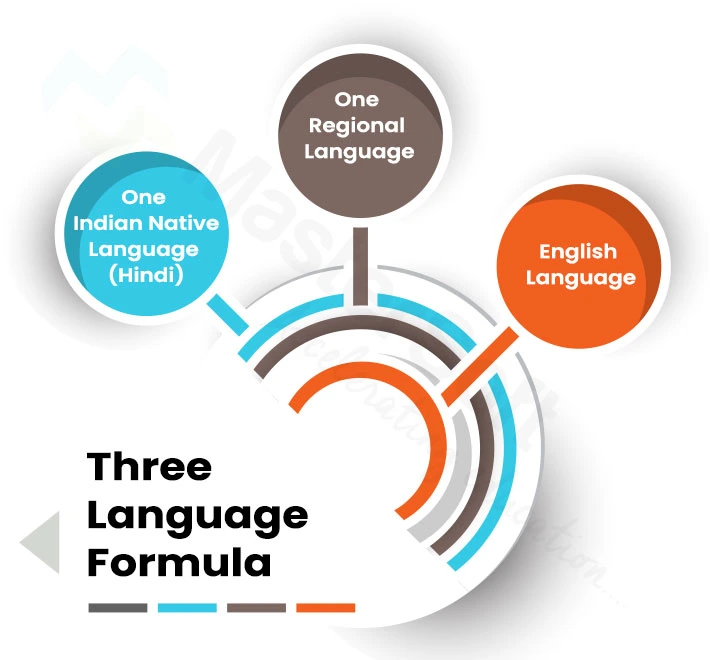 One
Regional
Language
One
Indian Native
Language
(Hindi)
English
Language
Three
Language
Formula